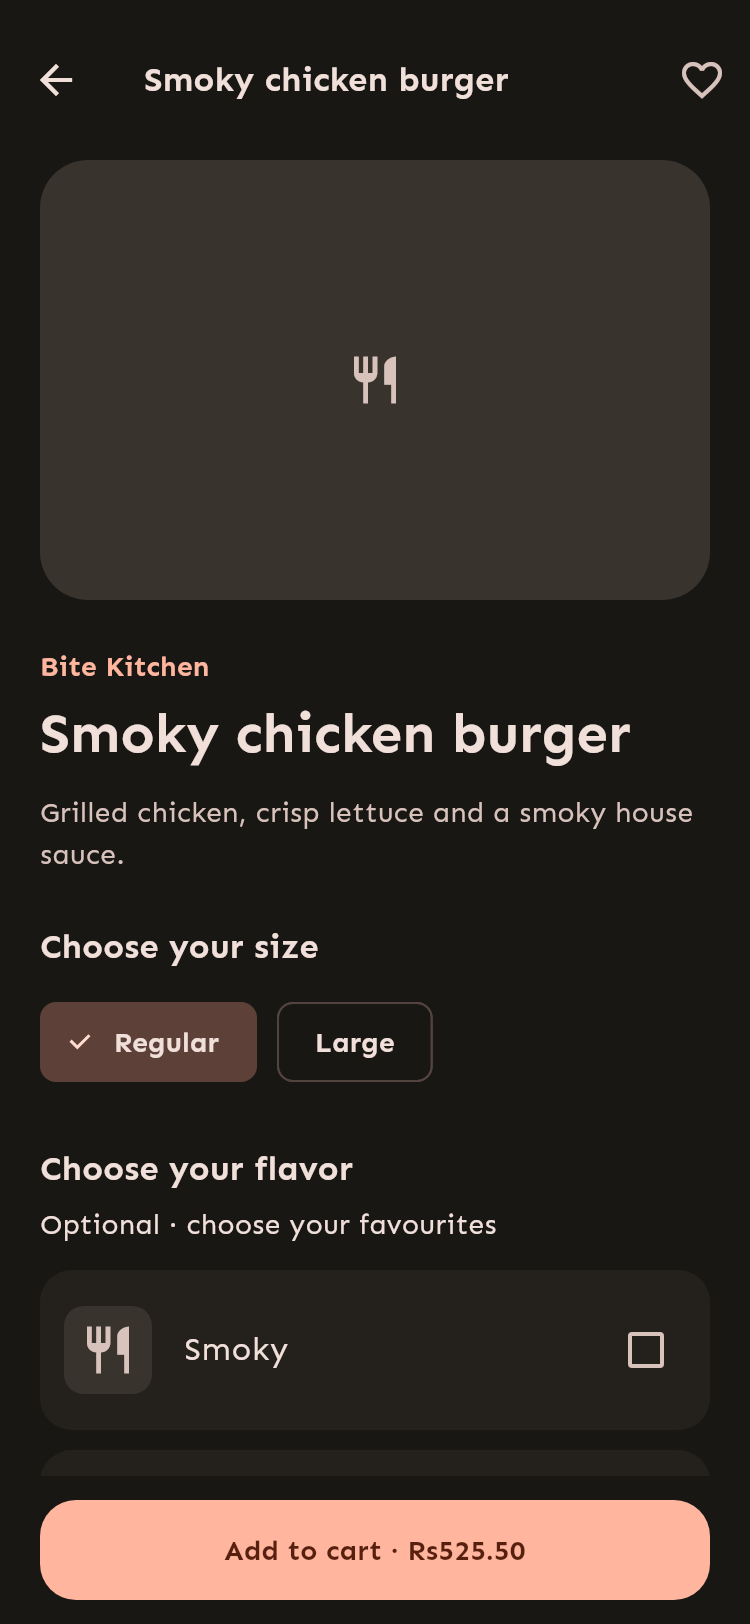 Smoky chicken burger
Bite Kitchen
Smoky chicken burger
Grilled chicken, crisp lettuce and a smoky house
sauce.
Choose your size
Regular
Large
Choose your flavor
Optional · choose your favourites
Smoky
Add to cart · Rs525.50